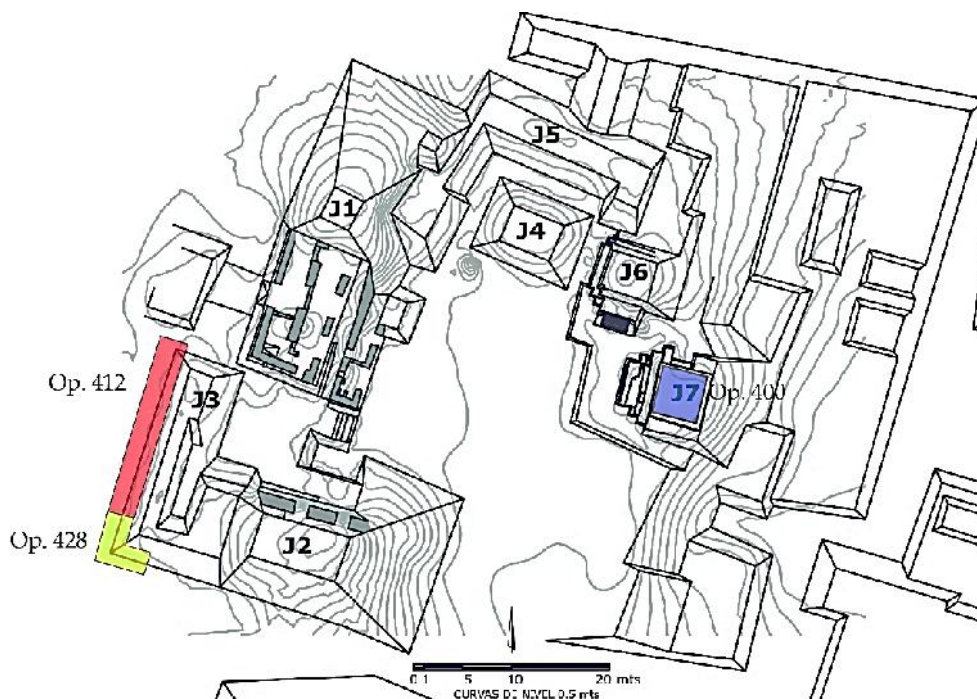 J5
J1
J4
J6
Op. 412
J3
J7 Op. 400
Op. 428
J2
0 1 5 10 20 mts
CURVAS DE NIVEL 0.5 mts